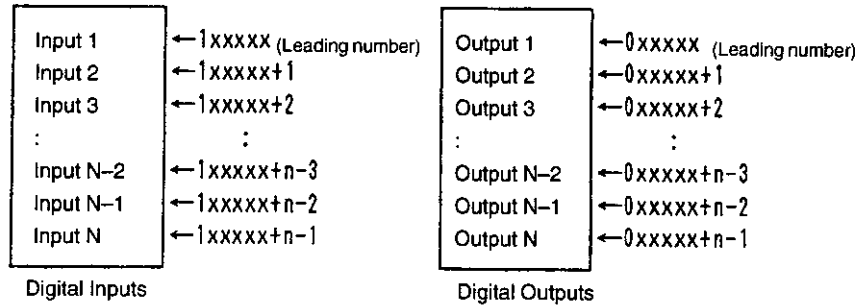 Input 1 ←1xxxxx (Leading number)
Input 2 ←1xxxxx+1
Input 3 ←1xxxxx+2
: :
Input N–2 ←1xxxxx+n−3
Input N–1 ←1xxxxx+n−2
Input N ←1xxxxx+n−1
Digital Inputs
Output 1 ←0xxxxx (Leading number)
Output 2 ←0xxxxx+1
Output 3 ←0xxxxx+2
: :
Output N–2 ←0xxxxx+n−3
Output N–1 ←0xxxxx+n−2
Output N ←0xxxxx+n−1
Digital Outputs